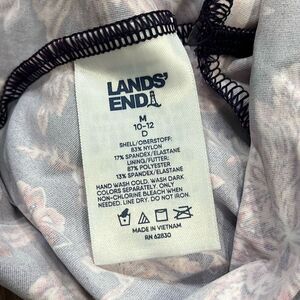 LANDS'
END
M
10-12
D
SHELL/OBERSTOFF:
83% NYLON
17% SPANDEX/ELASTANE
LINING/FUTTER:
87% POLYESTER
13% SPANDEX/ELASTANE
HAND WASH COLD. WASH DARK
COLORS SEPARATELY. ONLY
NON-CHLORINE BLEACH WHEN
NEEDED. LINE DRY. DO NOT IRON.
MADE IN VIETNAM
RN 62830